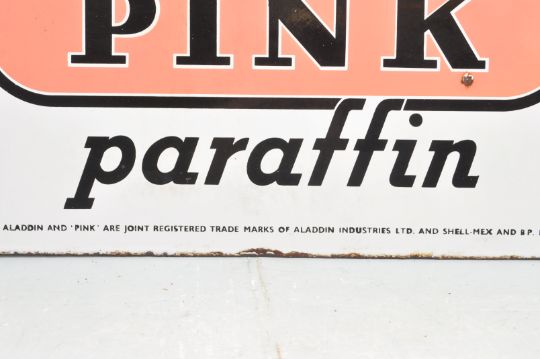 PINK
paraffin
ALADDIN AND 'PINK' ARE JOINT REGISTERED TRADE MARKS OF ALADDIN INDUSTRIES LTD. AND SHELL-MEX AND B.P.